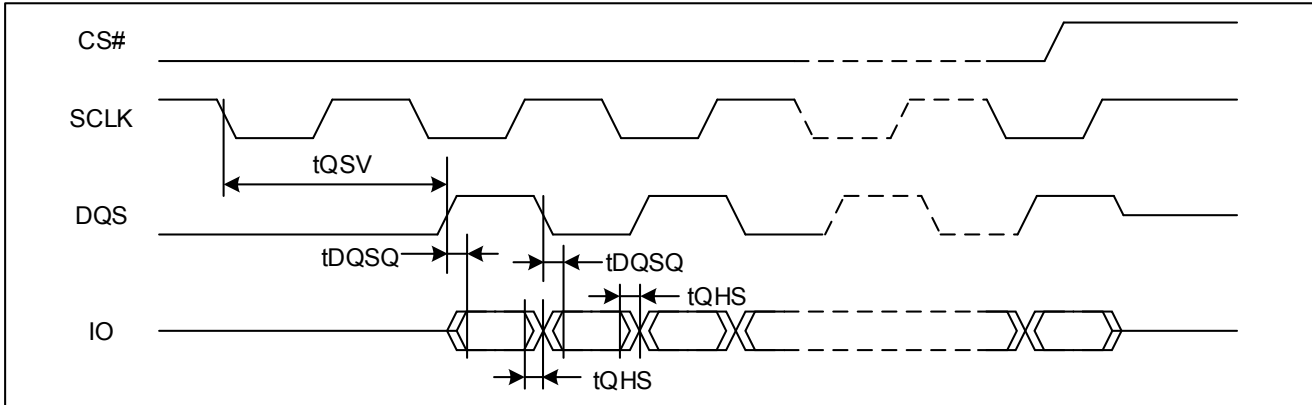 CS#
SCLK
tQSV
DQS
tDQSQ
tDQSQ
tQHS
IO
tQHS